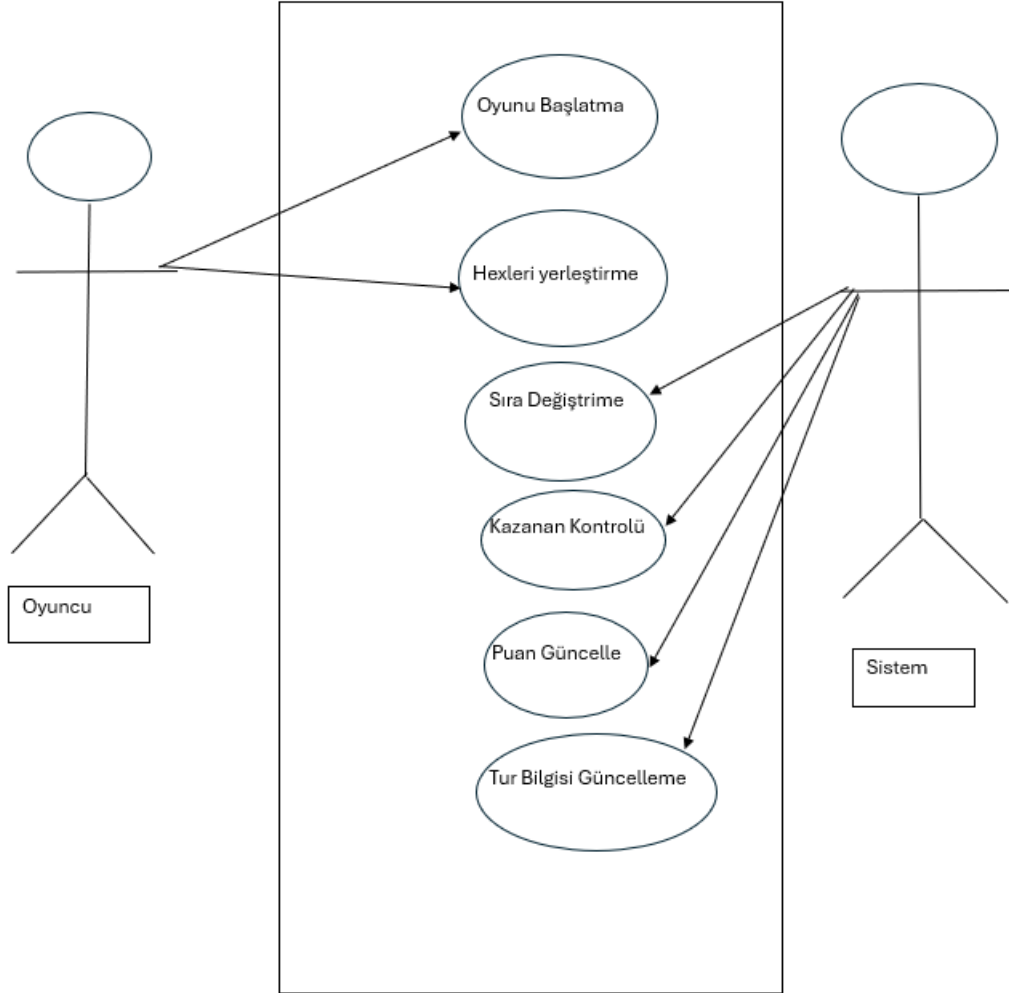 Oyunu Başlatma
Hexleri yerleştirme
Sıra Değiştrime
Kazanan Kontrolü
Oyuncu
Puan Güncelle
Sistem
Tur Bilgisi Güncelleme